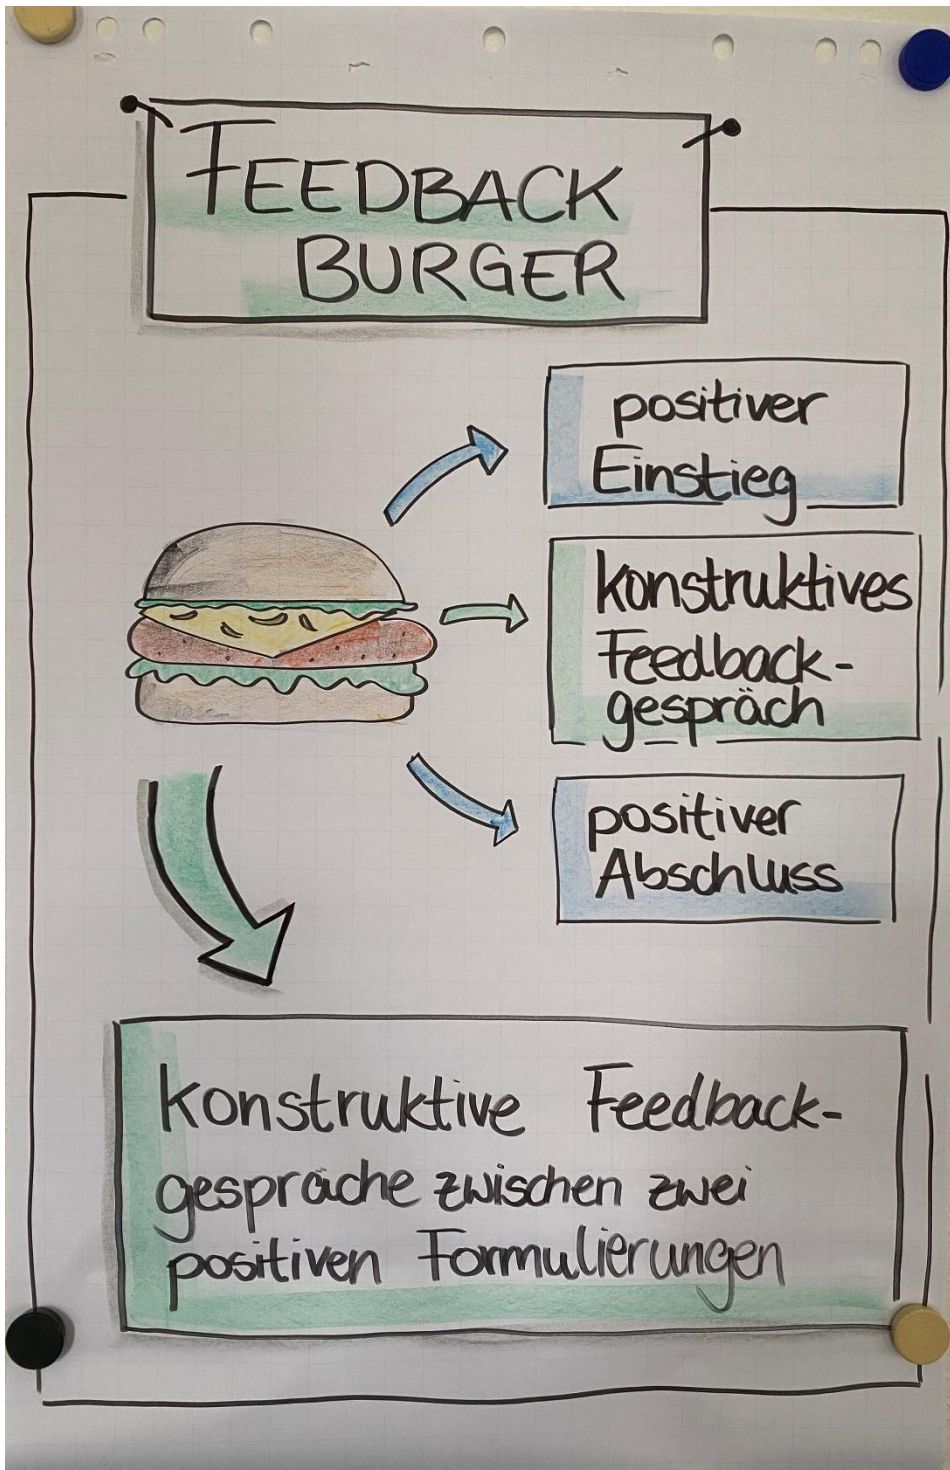 FEEDBACK
BURGER
positiver
Einstieg
Konstruktives
Feedback-
gespräch
positiver
Abschluss
Konstruktive Feedback-
gespräche zwischen zwei
positiven Formulierungen